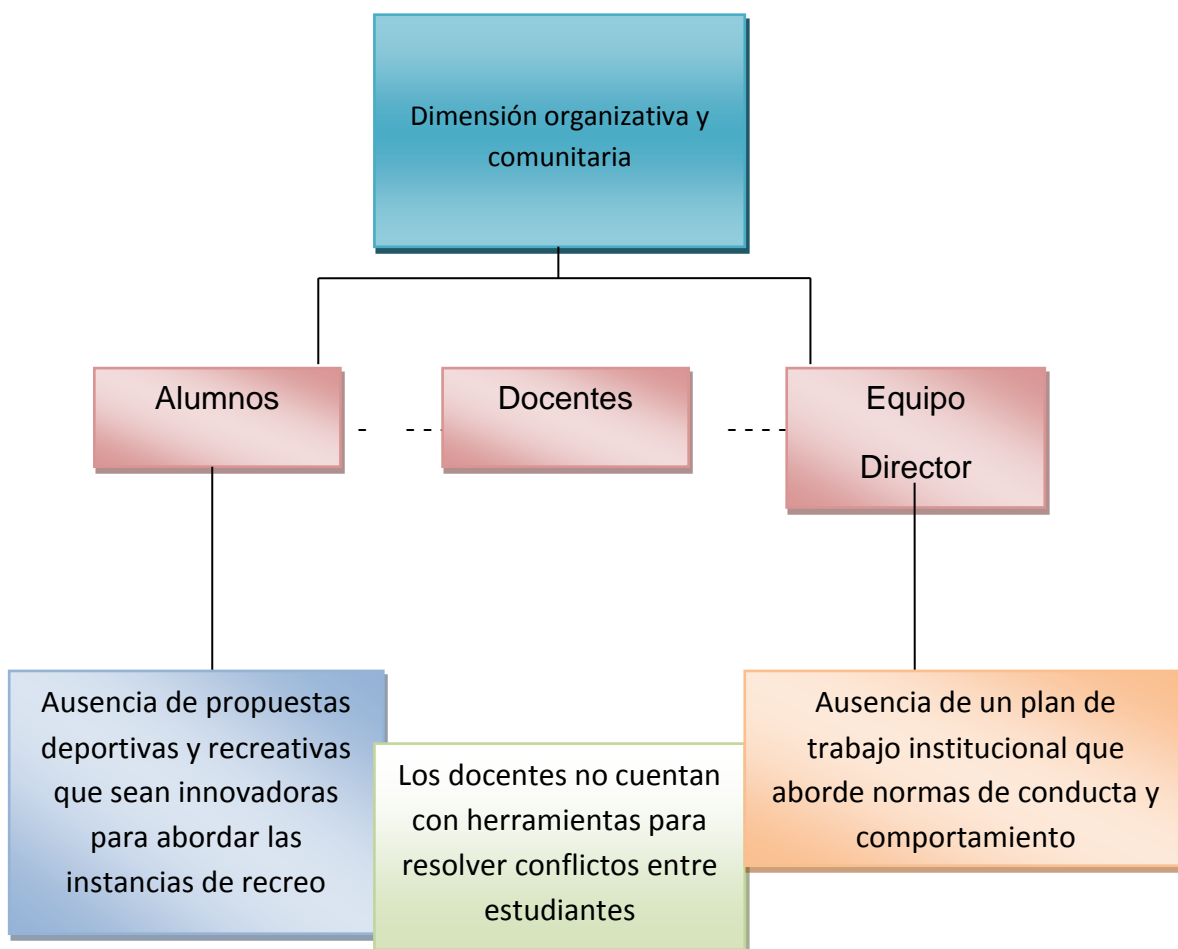 Dimensión organizativa y
comunitaria
Alumnos
Docentes
Equipo
Director
Ausencia de propuestas
deportivas y recreativas
que sean innovadoras
para abordar las
instancias de recreo
Los docentes no cuentan
con herramientas para
resolver conflictos entre
estudiantes
Ausencia de un plan de
trabajo institucional que
aborde normas de conducta y
comportamiento